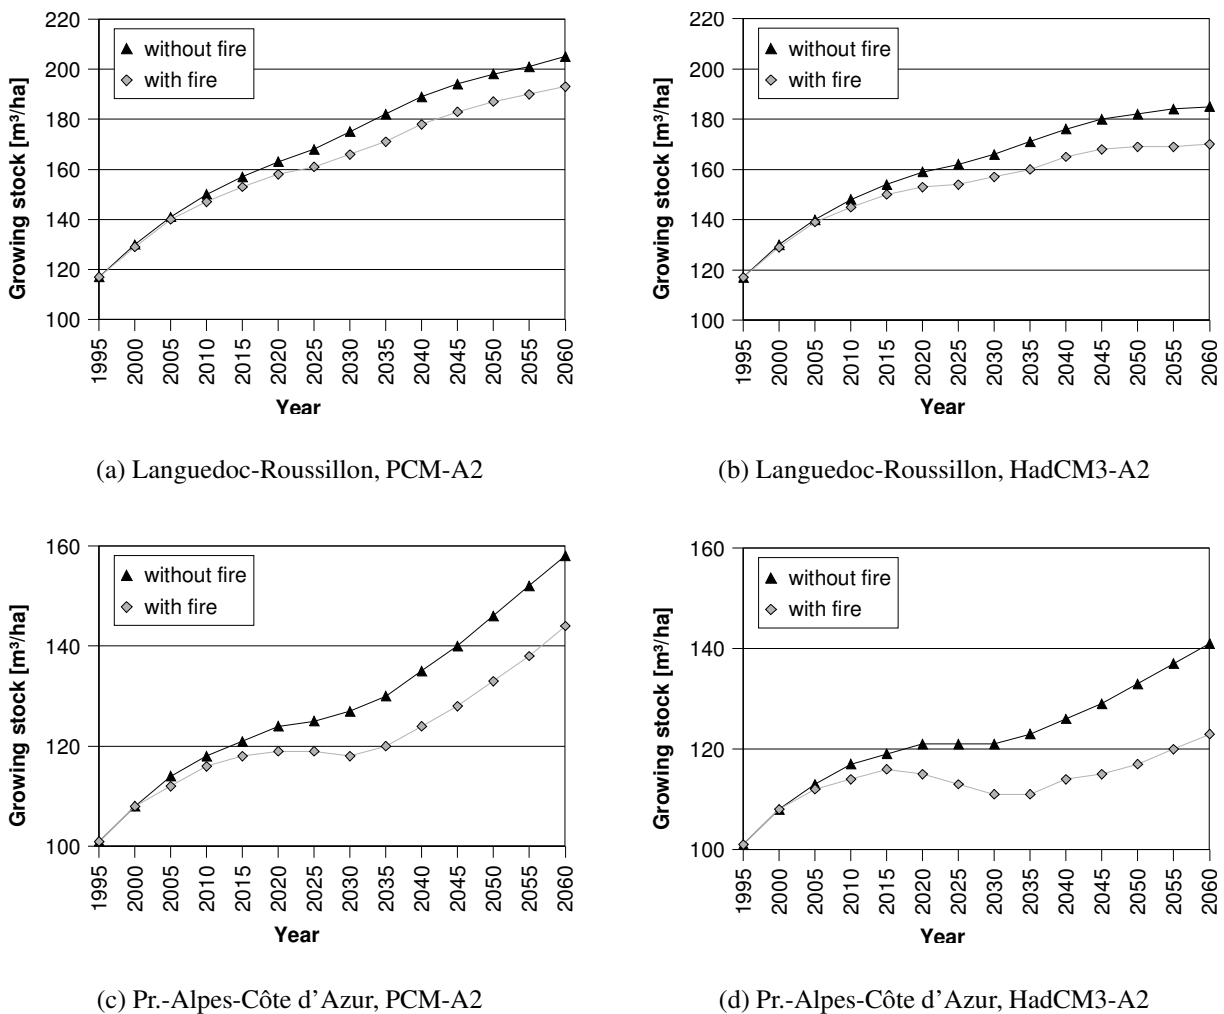 220
200
180
160
140
120
100
Growing stock [m³/ha]
without fire
with fire
1995 2000 2005 2010 2015 2020 2025 2030 2035 2040 2045 2050 2055 2060
Year
(a) Languedoc-Roussillon, PCM-A2
220
200
180
160
140
120
100
Growing stock [m³/ha]
without fire
with fire
1995 2000 2005 2010 2015 2020 2025 2030 2035 2040 2045 2050 2055 2060
Year
(b) Languedoc-Roussillon, HadCM3-A2
160
140
120
100
Growing stock [m³/ha]
without fire
with fire
1995 2000 2005 2010 2015 2020 2025 2030 2035 2040 2045 2050 2055 2060
Year
(c) Pr.-Alpes-Côte d'Azur, PCM-A2
160
140
120
100
Growing stock [m³/ha]
without fire
with fire
1995 2000 2005 2010 2015 2020 2025 2030 2035 2040 2045 2050 2055 2060
Year
(d) Pr.-Alpes-Côte d'Azur, HadCM3-A2